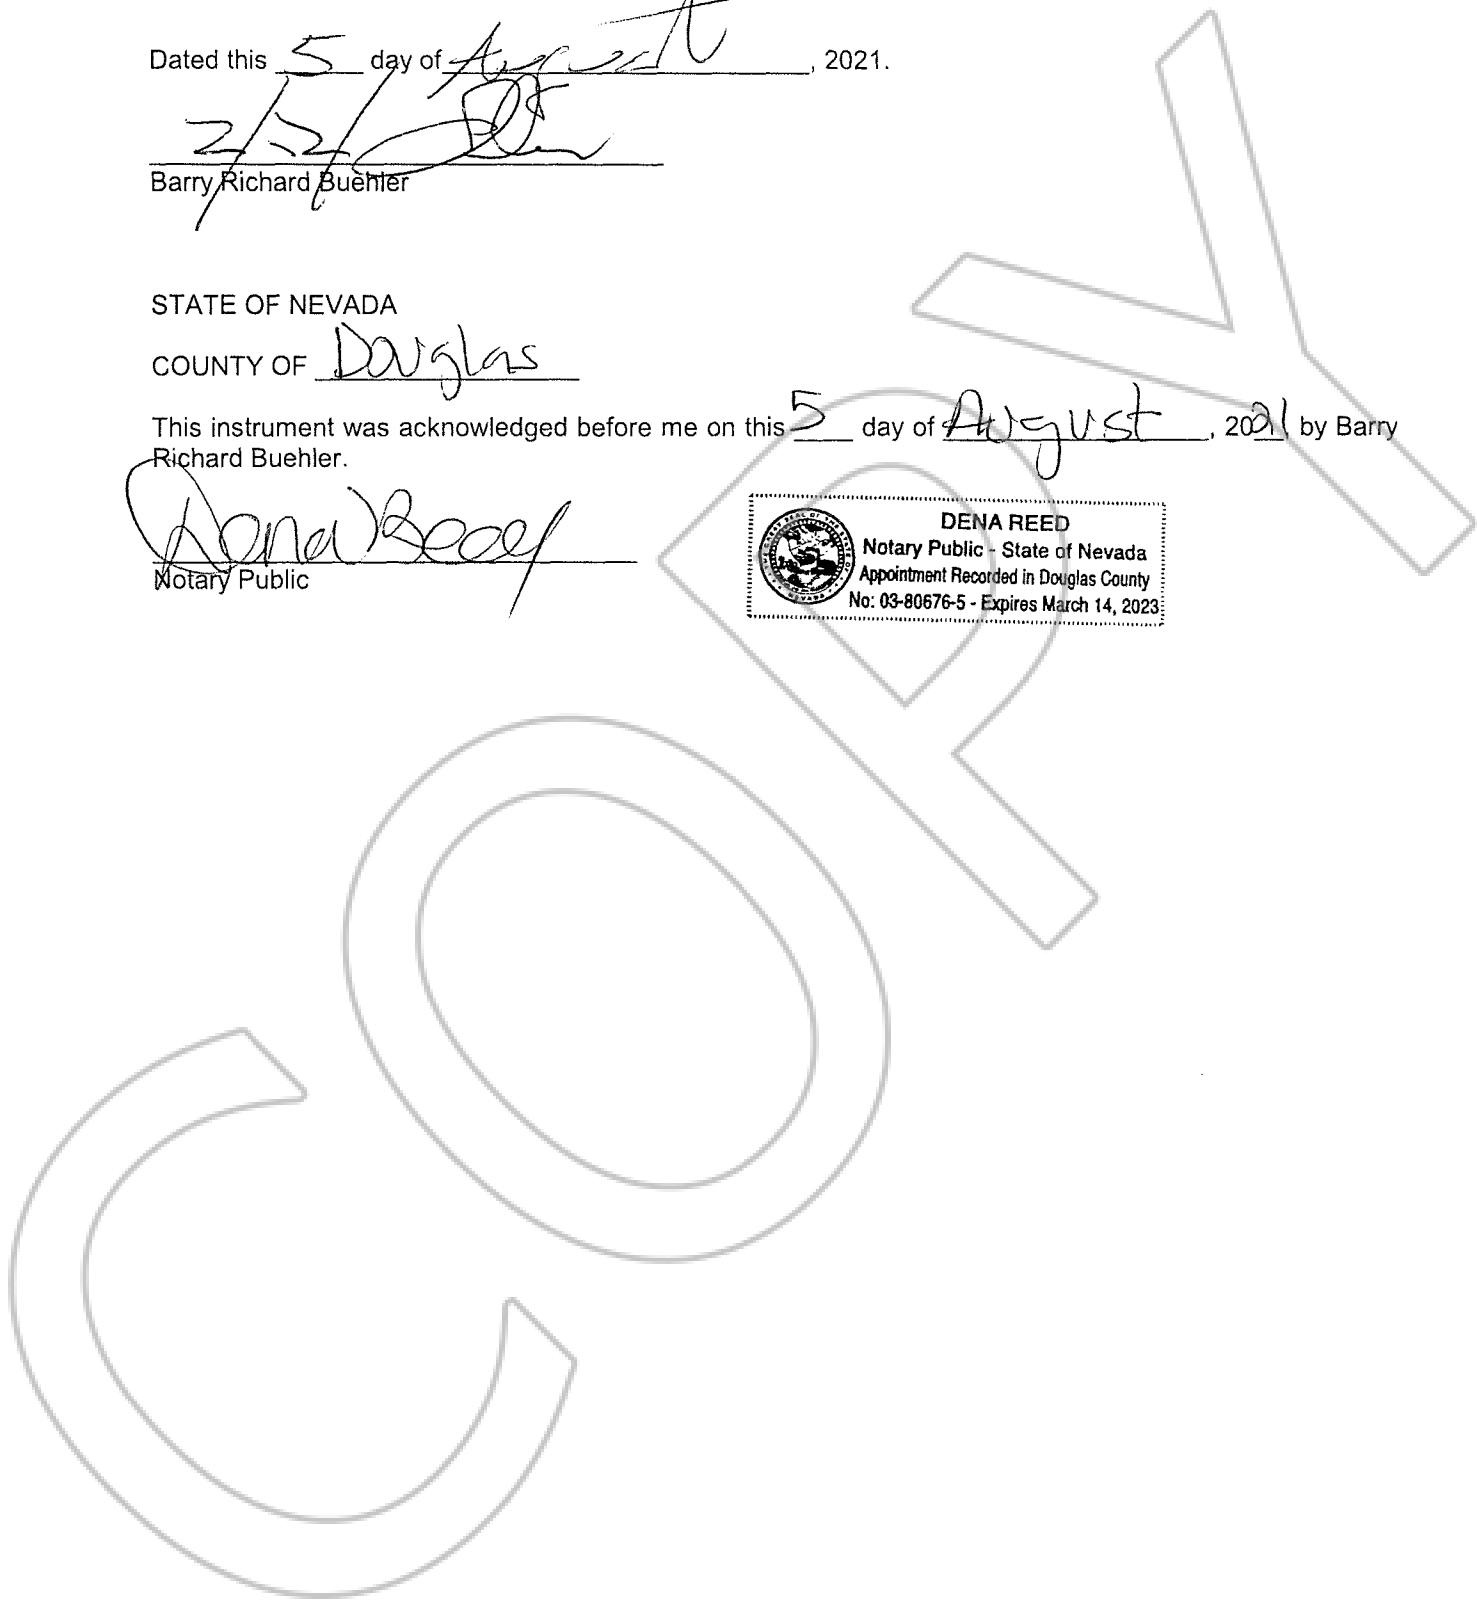 Dated this 5 day of August, 2021.
Barry Richard Buehler
STATE OF NEVADA
COUNTY OF Douglas
This instrument was acknowledged before me on this 5 day of August, 2021 by Barry
Richard Buehler.
Dena Reed
Notary Public
DENA REED
Notary Public - State of Nevada
Appointment Recorded in Douglas County
No: 03-80676-5 - Expires March 14, 2023
COPY